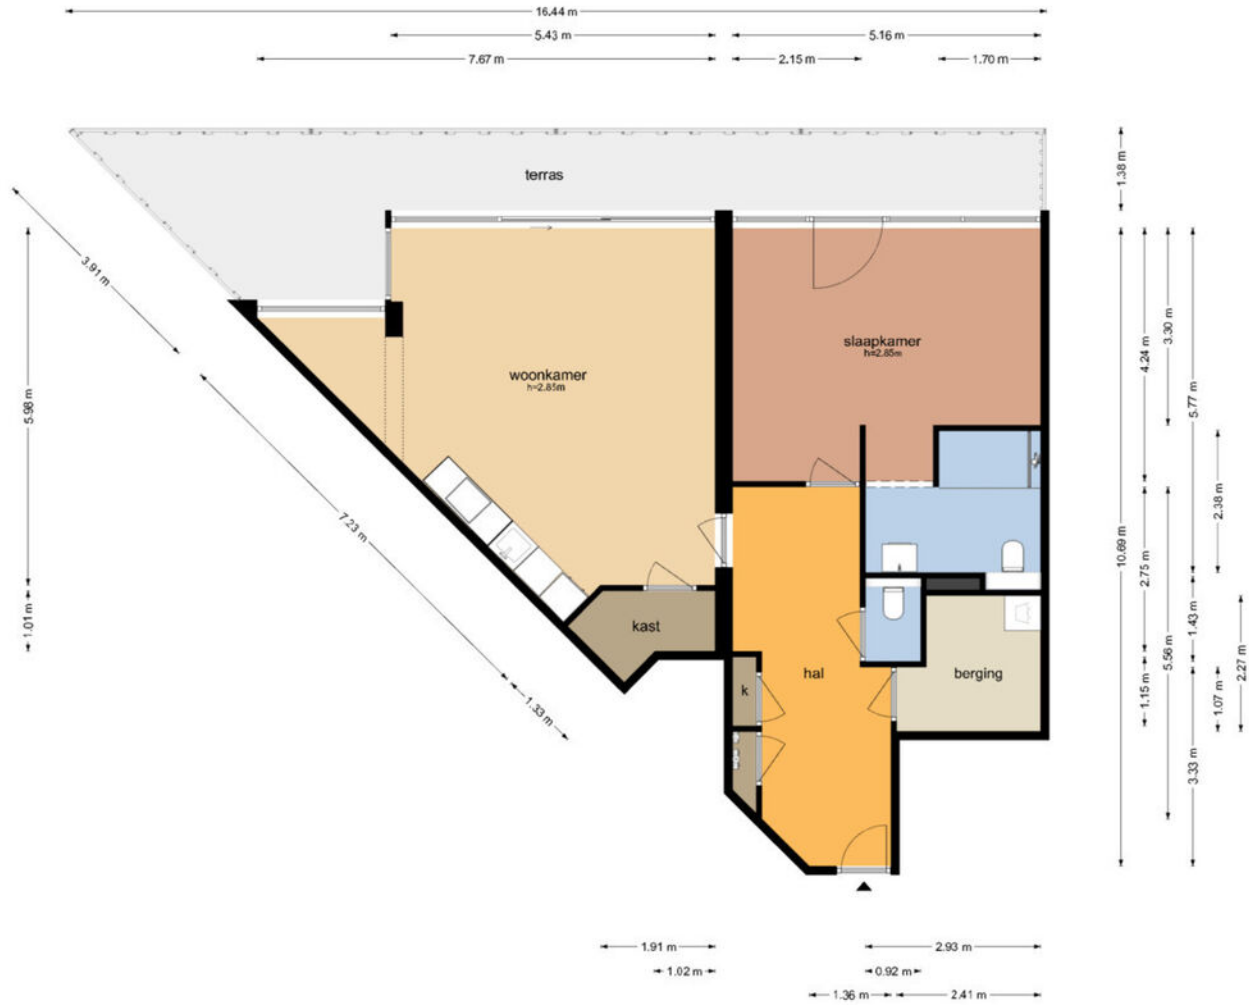 16.44 m
5.43 m
5.16 m
7.67 m
2.15 m
1.70 m
terras
1.38 m
3.91 m
3.30 m
4.24 m
slaapkamer
h=2.85m
woonkamer
h=2.85m
5.77 m
5.98 m
2.38 m
7.23 m
10.69 m
2.75 m
1.01 m
kast
1.43 m
5.56 m
2.27 m
hal
berging
k
1.15 m
1.07 m
1.33 m
3.33 m
1.91 m
2.93 m
1.02 m
0.92 m
1.36 m
2.41 m